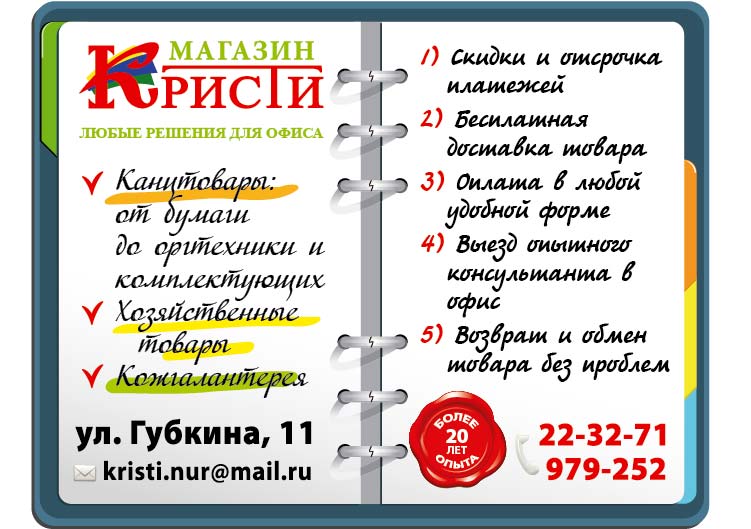 МАГАЗИН
КРИСТИ
ЛЮБЫЕ РЕШЕНИЯ ДЛЯ ОФИСА
Канцтовары:
от бумаги
до оргтехники и
комплектующих
Хозяйственные
товары
Кожгалантерея
ул. Губкина, 11
kristi.nur@mail.ru
1) Скидки и отсрочка
платежей
2) Бесплатная
доставка товара
3) Оплата в любой
удобной форме
4) Выезд опытного
консультанта в
офис
5) Возврат и обмен
товара без проблем
БОЛЕЕ
20
ЛЕТ
ОПЫТА
22-32-71
979-252